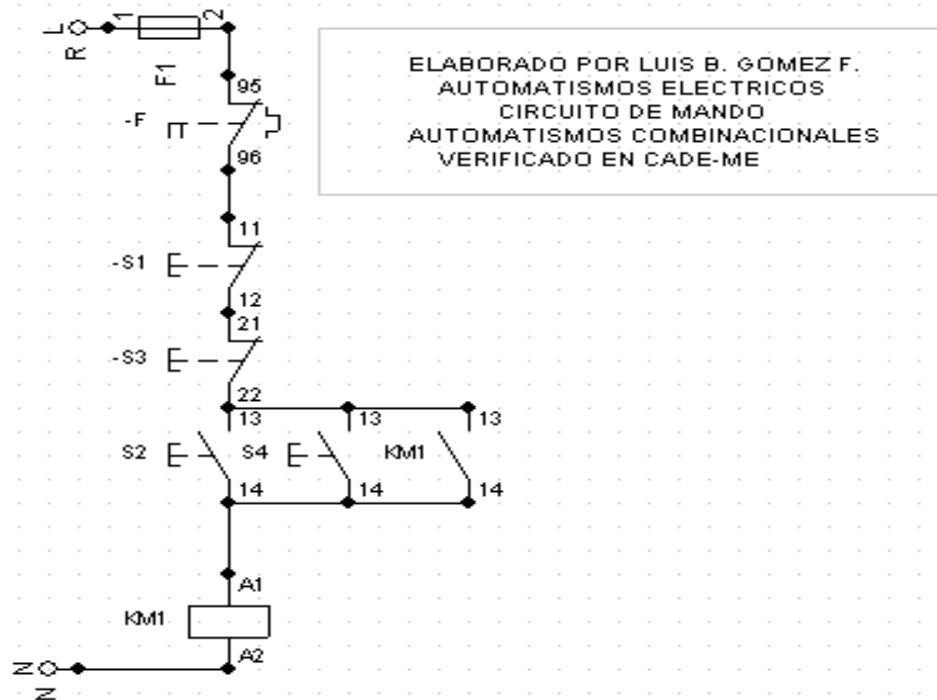 L 1 2
R
F1
ELABORADO POR LUIS B. GOMEZ F.
AUTOMATISMOS ELECTRICOS
CIRCUITO DE MANDO
AUTOMATISMOS COMBINACIONALES
VERIFICADO EN CADE-ME
95
-F
96
11
-S1
12
21
-S3
22
13 13 13
S2 S4 KM1
14 14 14
A1
KM1
A2
N
N